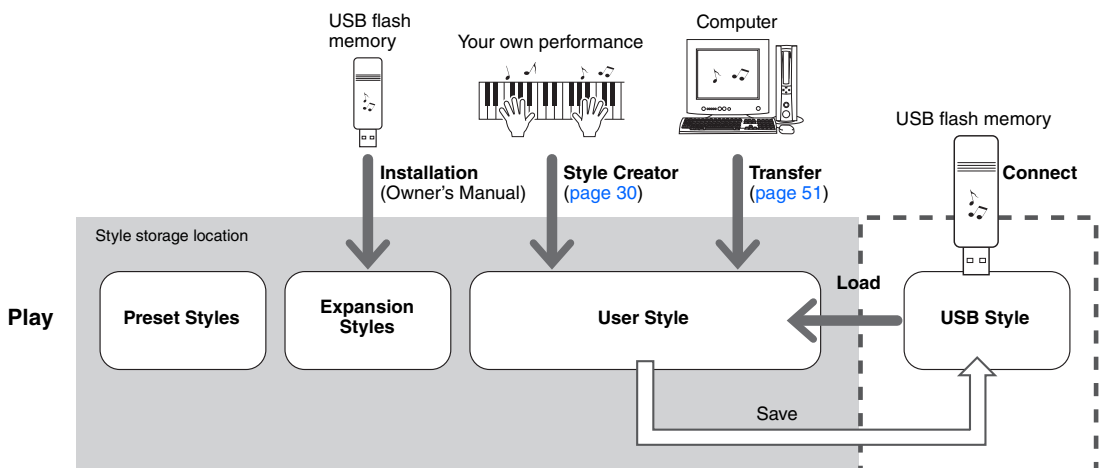 USB flash
memory
Your own performance
Computer
USB flash memory
Installation
(Owner's Manual)
Style Creator
(page 30)
Transfer
(page 51)
Connect
Style storage location
Play
Preset Styles
Expansion
Styles
User Style
Load
USB Style
Save